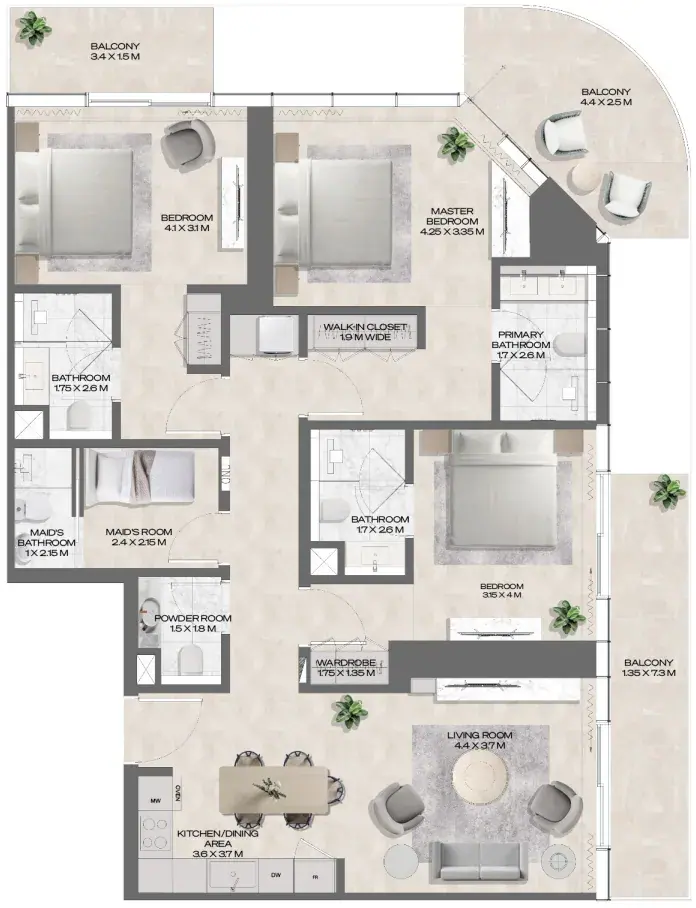 BALCONY
3.4 X 1.5 M
BALCONY
4.4 X 2.5 M
BEDROOM
4.1 X 3.1 M
MASTER
BEDROOM
4.25 X 3.35 M
WALK-IN CLOSET
1.9 M WIDE
PRIMARY
BATHROOM
1.7 X 2.6 M
BATHROOM
1.75 X 2.6 M
MAID'S
BATHROOM
1 X 2.15 M
MAID'S ROOM
2.4 X 2.15 M
BATHROOM
1.7 X 2.6 M
BEDROOM
3.15 X 4 M
POWDER ROOM
1.5 X 1.8 M
WARDROBE
1.75 X 1.35 M
BALCONY
1.35 X 7.3 M
LIVING ROOM
4.4 X 3.7 M
MW
OVEN
KITCHEN/DINING
AREA
3.6 X 3.7 M
DW
FR